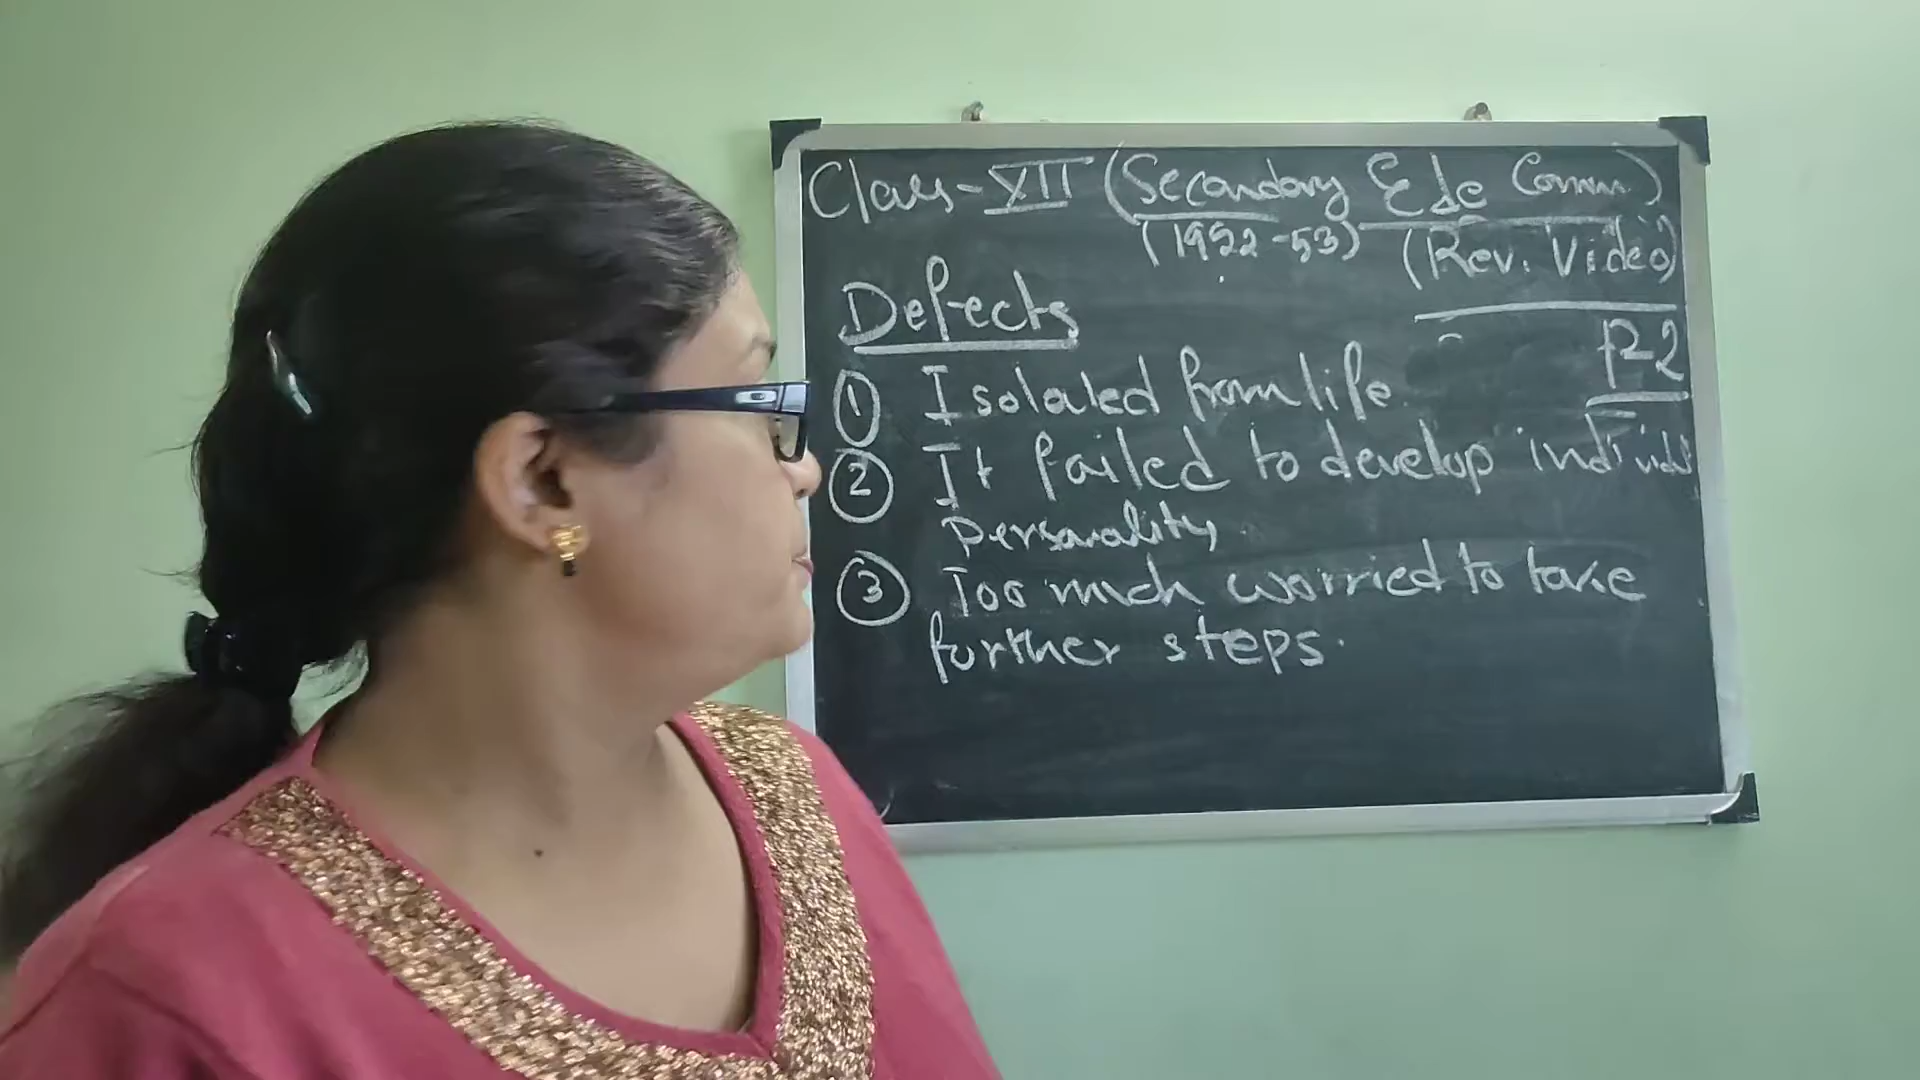 Class-XII (Secondary Edc Comm.)
(1952-53)
(Rev. Video)
P2
Defects
① Isolated from life.
② It failed to develop individ
personality.
③ Too much worried to take
further steps.